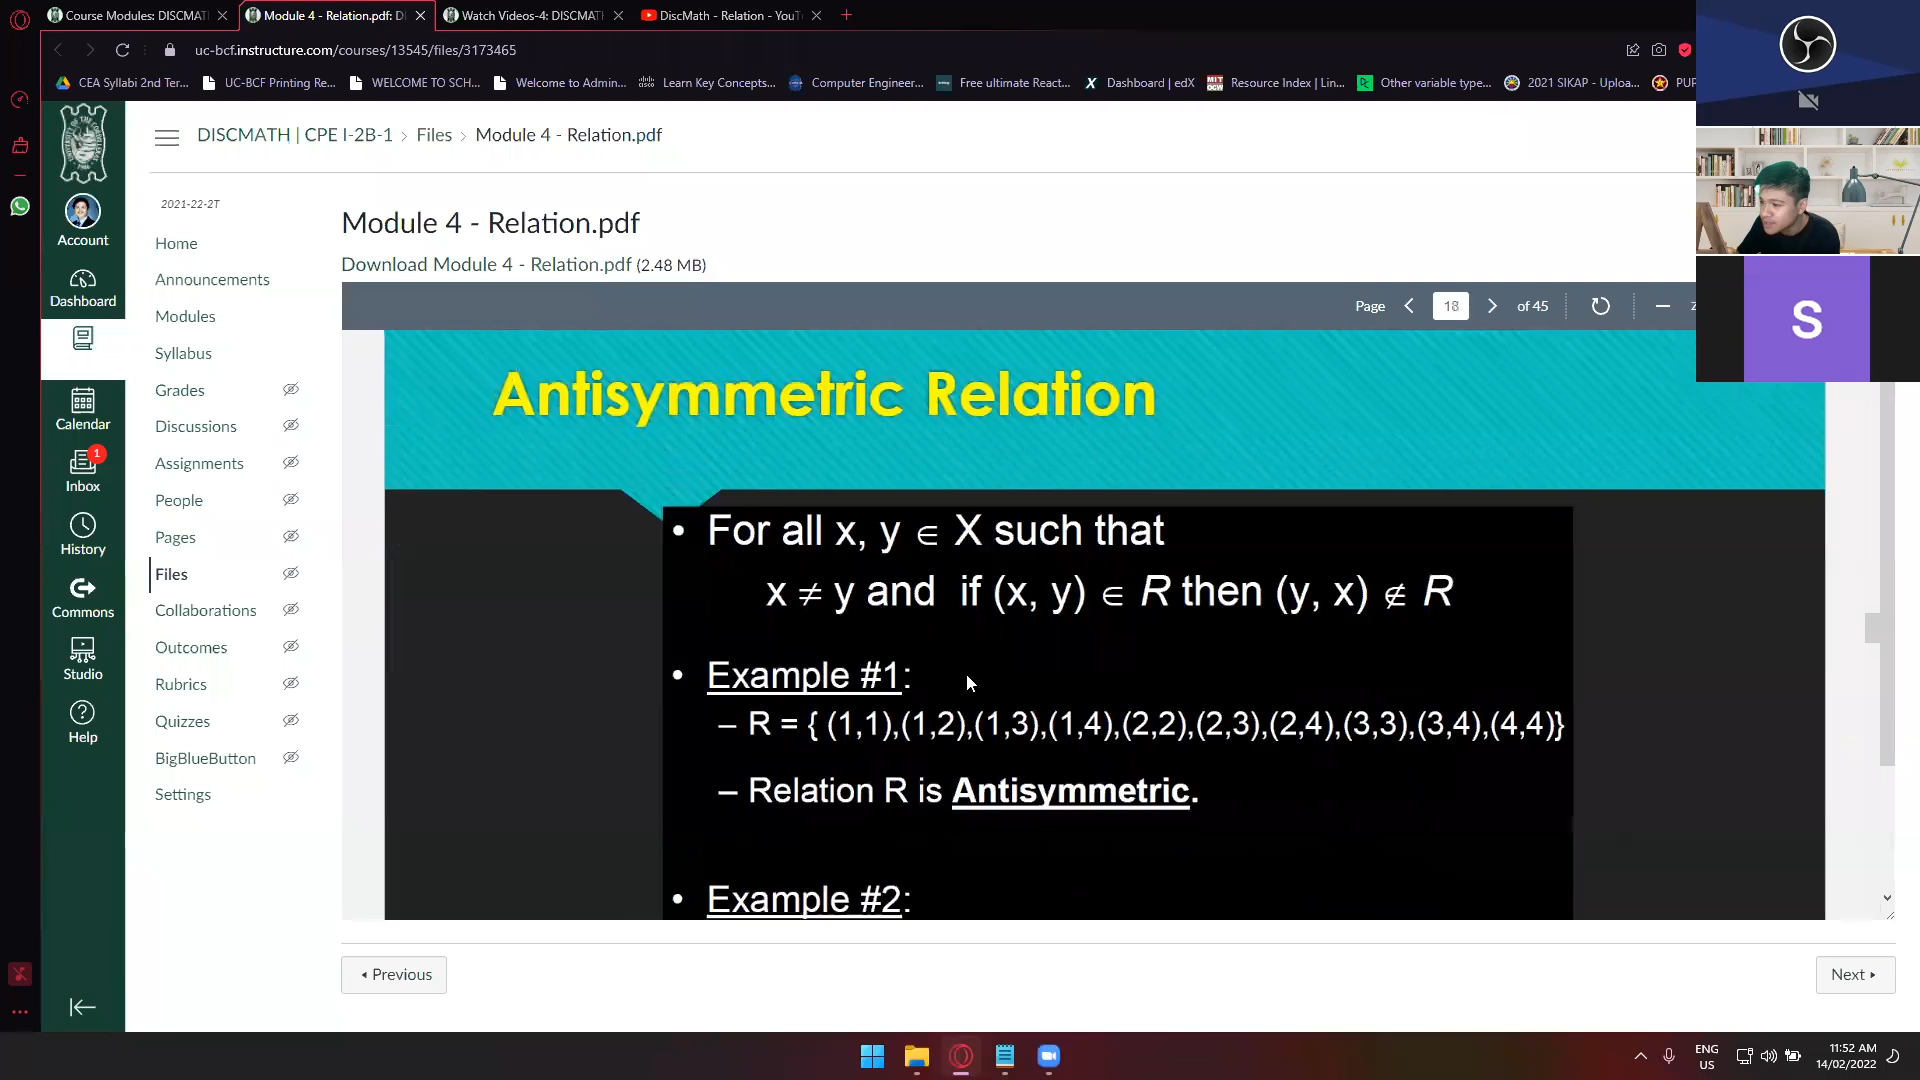 Course Modules: DISCMATH
Module 4 - Relation.pdf: D
Watch Videos-4: DISCMATH
DiscMath - Relation - YouT
uc-bcf.instructure.com/courses/13545/files/3173465
CEA Syllabi 2nd Ter...
UC-BCF Printing Re...
WELCOME TO SCH...
Welcome to Admin...
Learn Key Concepts...
Computer Engineer...
Free ultimate React...
Dashboard | edX
Resource Index | Lin...
Other variable type...
2021 SIKAP - Uploa...
PUP
DISCMATH | CPE I-2B-1 > Files > Module 4 - Relation.pdf
Account
Dashboard
Calendar
1
Inbox
History
Commons
Studio
Help
2021-22-2T
Home
Announcements
Modules
Syllabus
Grades
Discussions
Assignments
People
Pages
Files
Collaborations
Outcomes
Rubrics
Quizzes
BigBlueButton
Settings
Module 4 - Relation.pdf
Download Module 4 - Relation.pdf (2.48 MB)
Page 18 of 45
Antisymmetric Relation
• For all x, y ∈ X such that
x ≠ y and if (x, y) ∈ R then (y, x) ∉ R
• Example #1:
– R = { (1,1),(1,2),(1,3),(1,4),(2,2),(2,3),(2,4),(3,3),(3,4),(4,4)}
– Relation R is Antisymmetric.
• Example #2:
S
Previous
Next
ENG
US
11:52 AM
14/02/2022